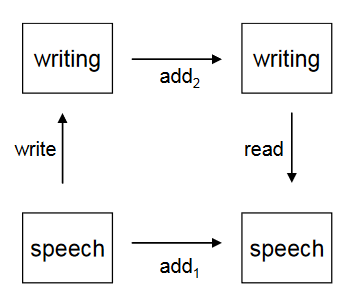 writing
writing
add₂
write
read
speech
speech
add₁